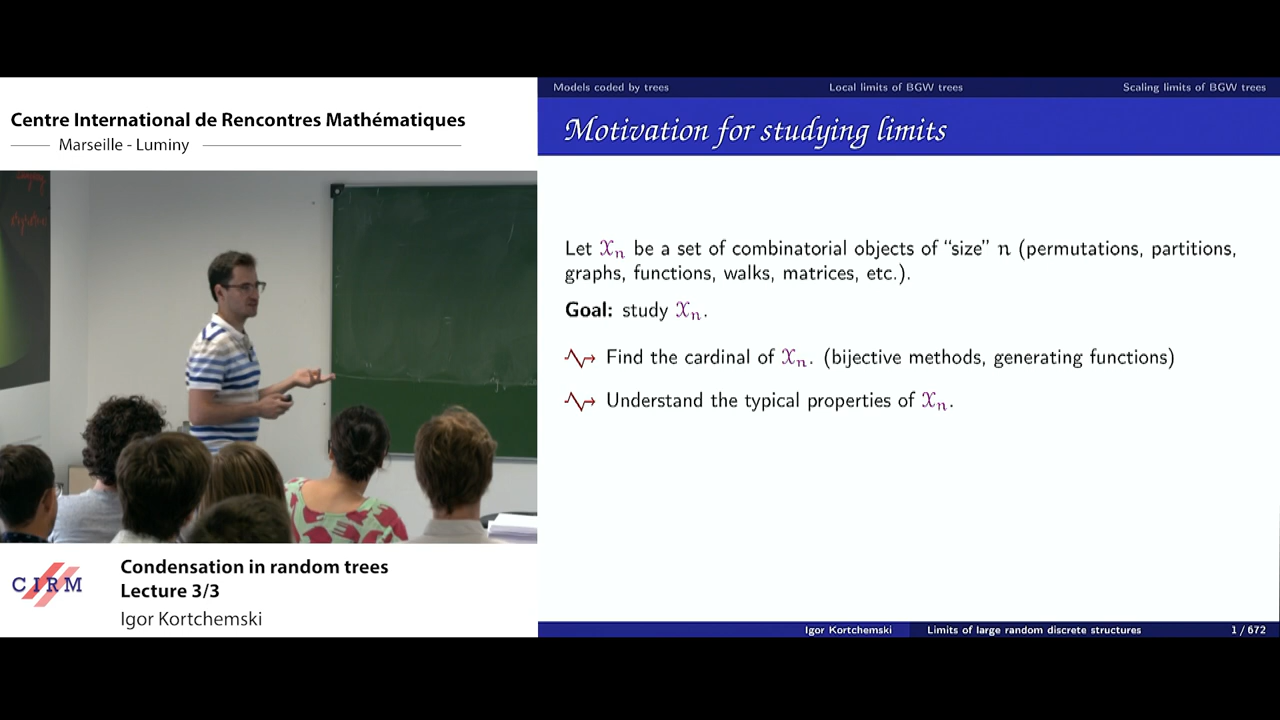 Centre International de Rencontres Mathématiques
Marseille - Luminy
CIRM
Condensation in random trees
Lecture 3/3
Igor Kortchemski
Models coded by trees
Local limits of BGW trees
Scaling limits of BGW trees
Motivation for studying limits
Let 𝒳ₙ be a set of combinatorial objects of “size” n (permutations, partitions,
graphs, functions, walks, matrices, etc.).
Goal: study 𝒳ₙ.
Find the cardinal of 𝒳ₙ. (bijective methods, generating functions)
Understand the typical properties of 𝒳ₙ.
Igor Kortchemski
Limits of large random discrete structures
1 / 672